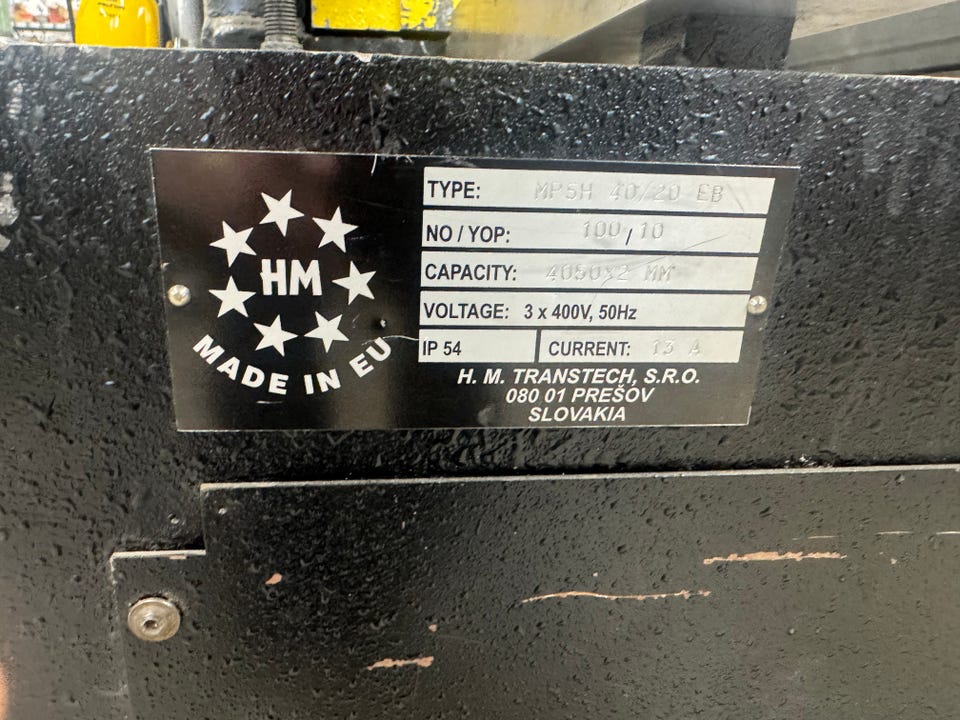 HM
MADE IN EU
TYPE: MPSH 40/20 EB
NO / YOP: 100 / 10
CAPACITY: 4050x2 MM
VOLTAGE: 3 x 400V, 50Hz
IP 54 CURRENT: 13 A
H. M. TRANSTECH, S.R.O.
080 01 PREŠOV
SLOVAKIA